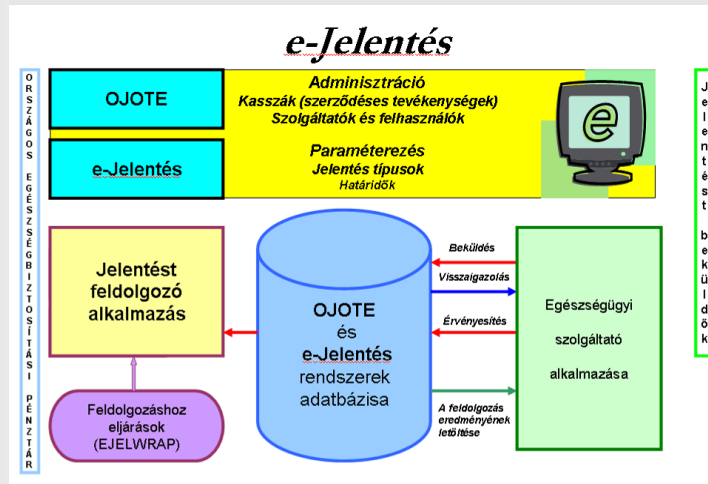 e-Jelentés
ORSZÁGOS EGÉSZSÉGBIZTOSÍTÁSI PÉNZTÁR
OJOTE
Adminisztráció
Kasszák (szerződéses tevékenységek)
Szolgáltatók és felhasználók
e-Jelentés
Paraméterezés
Jelentés típusok
Határidők
e
Jelentést beküldők
Jelentést
feldolgozó
alkalmazás
OJOTE
és
e-Jelentés
rendszerek
adatbázisa
Beküldés
Visszaigazolás
Érvényesítés
A feldolgozás
eredményének
letöltése
Egészségügyi
szolgáltató
alkalmazása
Feldolgozáshoz
eljárások
(EJELWRAP)